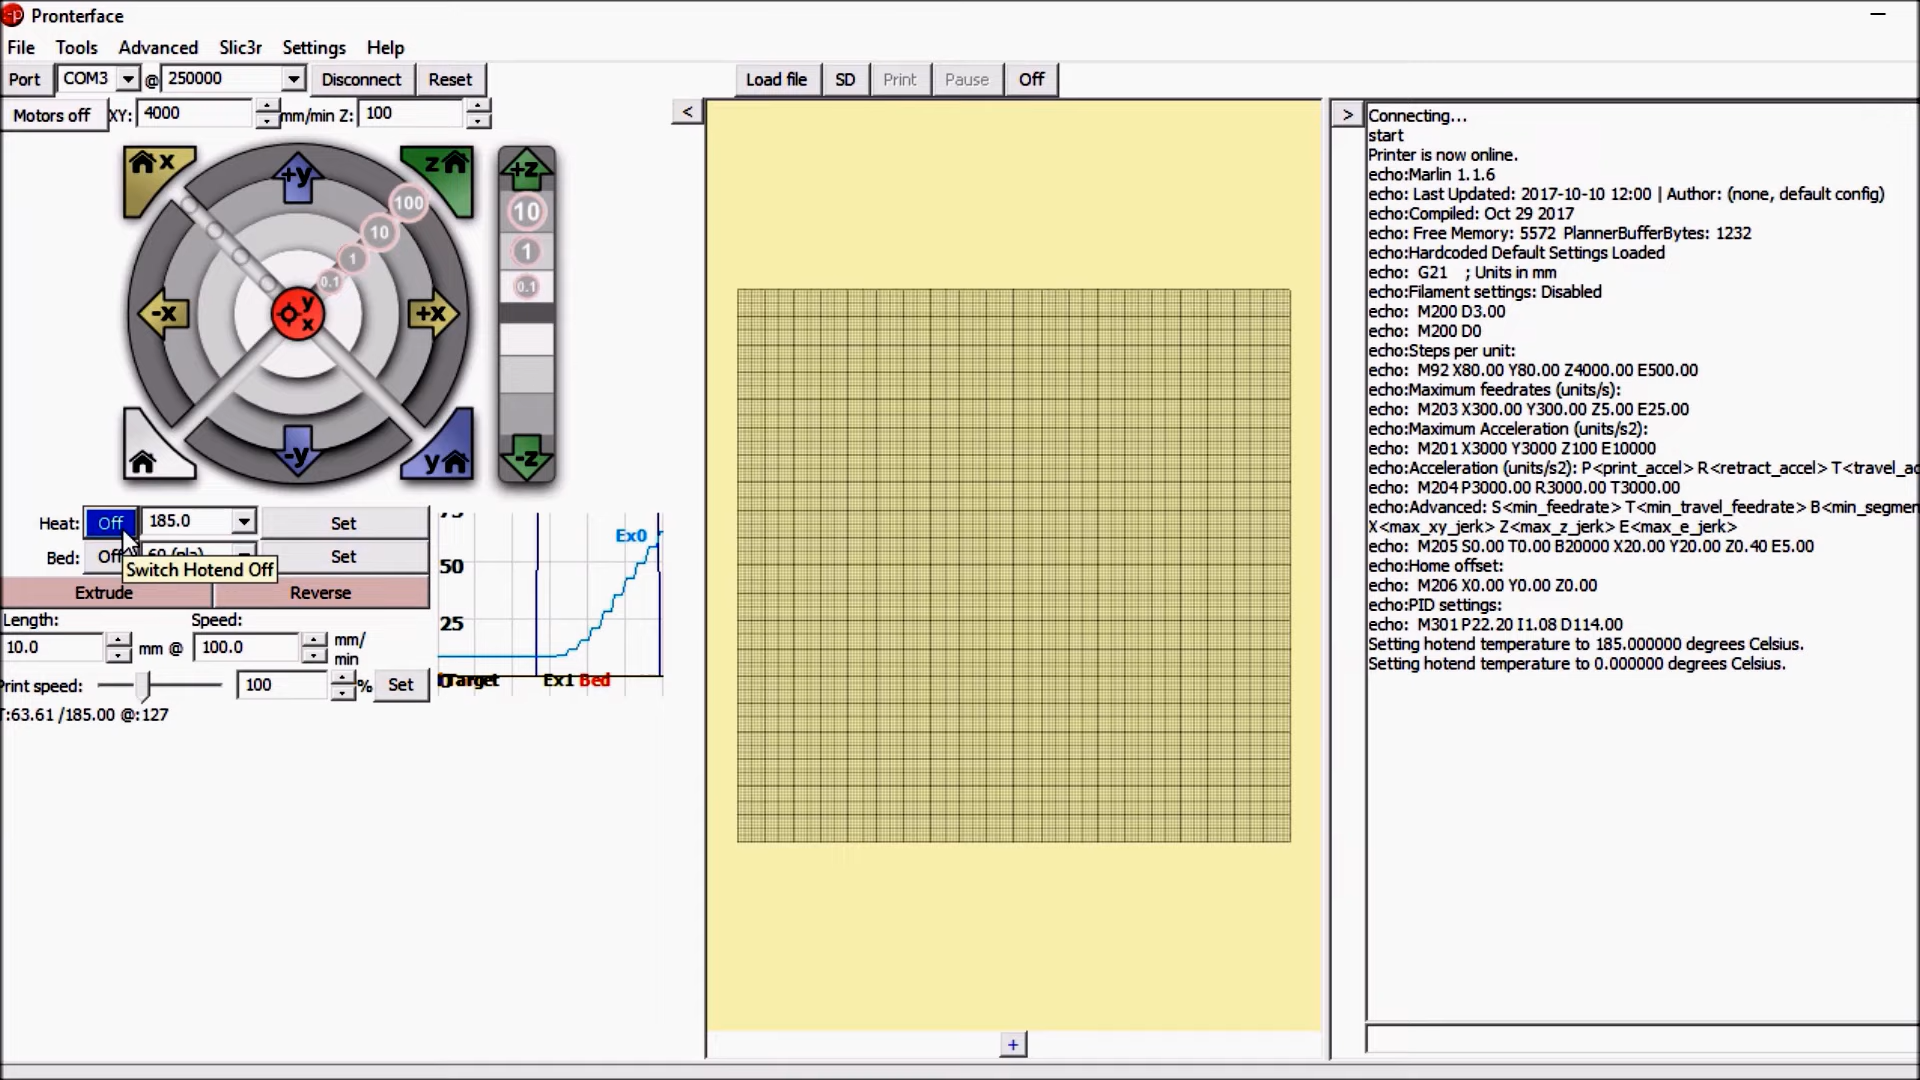 Pronterface
File Tools Advanced Slic3r Settings Help
Port COM3 @ 250000 Disconnect Reset Load file SD Print Pause Off
Motors off XY: 4000 mm/min Z: 100 < >
x z +y +z
100 10 1 0.1
10 1 0.1
-x y x +x
-y y -z
Heat: Off 185.0 Set
Bed: Off 60 (pla) Set
Switch Hotend Off
Extrude Reverse
Length: Speed:
10.0 mm @ 100.0 mm/
min
Print speed: 100 % Set
T:63.61 /185.00 @:127
75
Ex0
50
25
Target Ex1 Bed
+
Connecting...
start
Printer is now online.
echo:Marlin 1.1.6
echo: Last Updated: 2017-10-10 12:00 | Author: (none, default config)
echo:Compiled: Oct 29 2017
echo: Free Memory: 5572 PlannerBufferBytes: 1232
echo:Hardcoded Default Settings Loaded
echo: G21 ; Units in mm
echo:Filament settings: Disabled
echo: M200 D3.00
echo: M200 D0
echo:Steps per unit:
echo: M92 X80.00 Y80.00 Z4000.00 E500.00
echo:Maximum feedrates (units/s):
echo: M203 X300.00 Y300.00 Z5.00 E25.00
echo:Maximum Acceleration (units/s2):
echo: M201 X3000 Y3000 Z100 E10000
echo:Acceleration (units/s2): P<print_accel> R<retract_accel> T<travel_ac
echo: M204 P3000.00 R3000.00 T3000.00
echo:Advanced: S<min_feedrate> T<min_travel_feedrate> B<min_segmen
X<max_xy_jerk> Z<max_z_jerk> E<max_e_jerk>
echo: M205 S0.00 T0.00 B20000 X20.00 Y20.00 Z0.40 E5.00
echo:Home offset:
echo: M206 X0.00 Y0.00 Z0.00
echo:PID settings:
echo: M301 P22.20 I1.08 D114.00
Setting hotend temperature to 185.000000 degrees Celsius.
Setting hotend temperature to 0.000000 degrees Celsius.